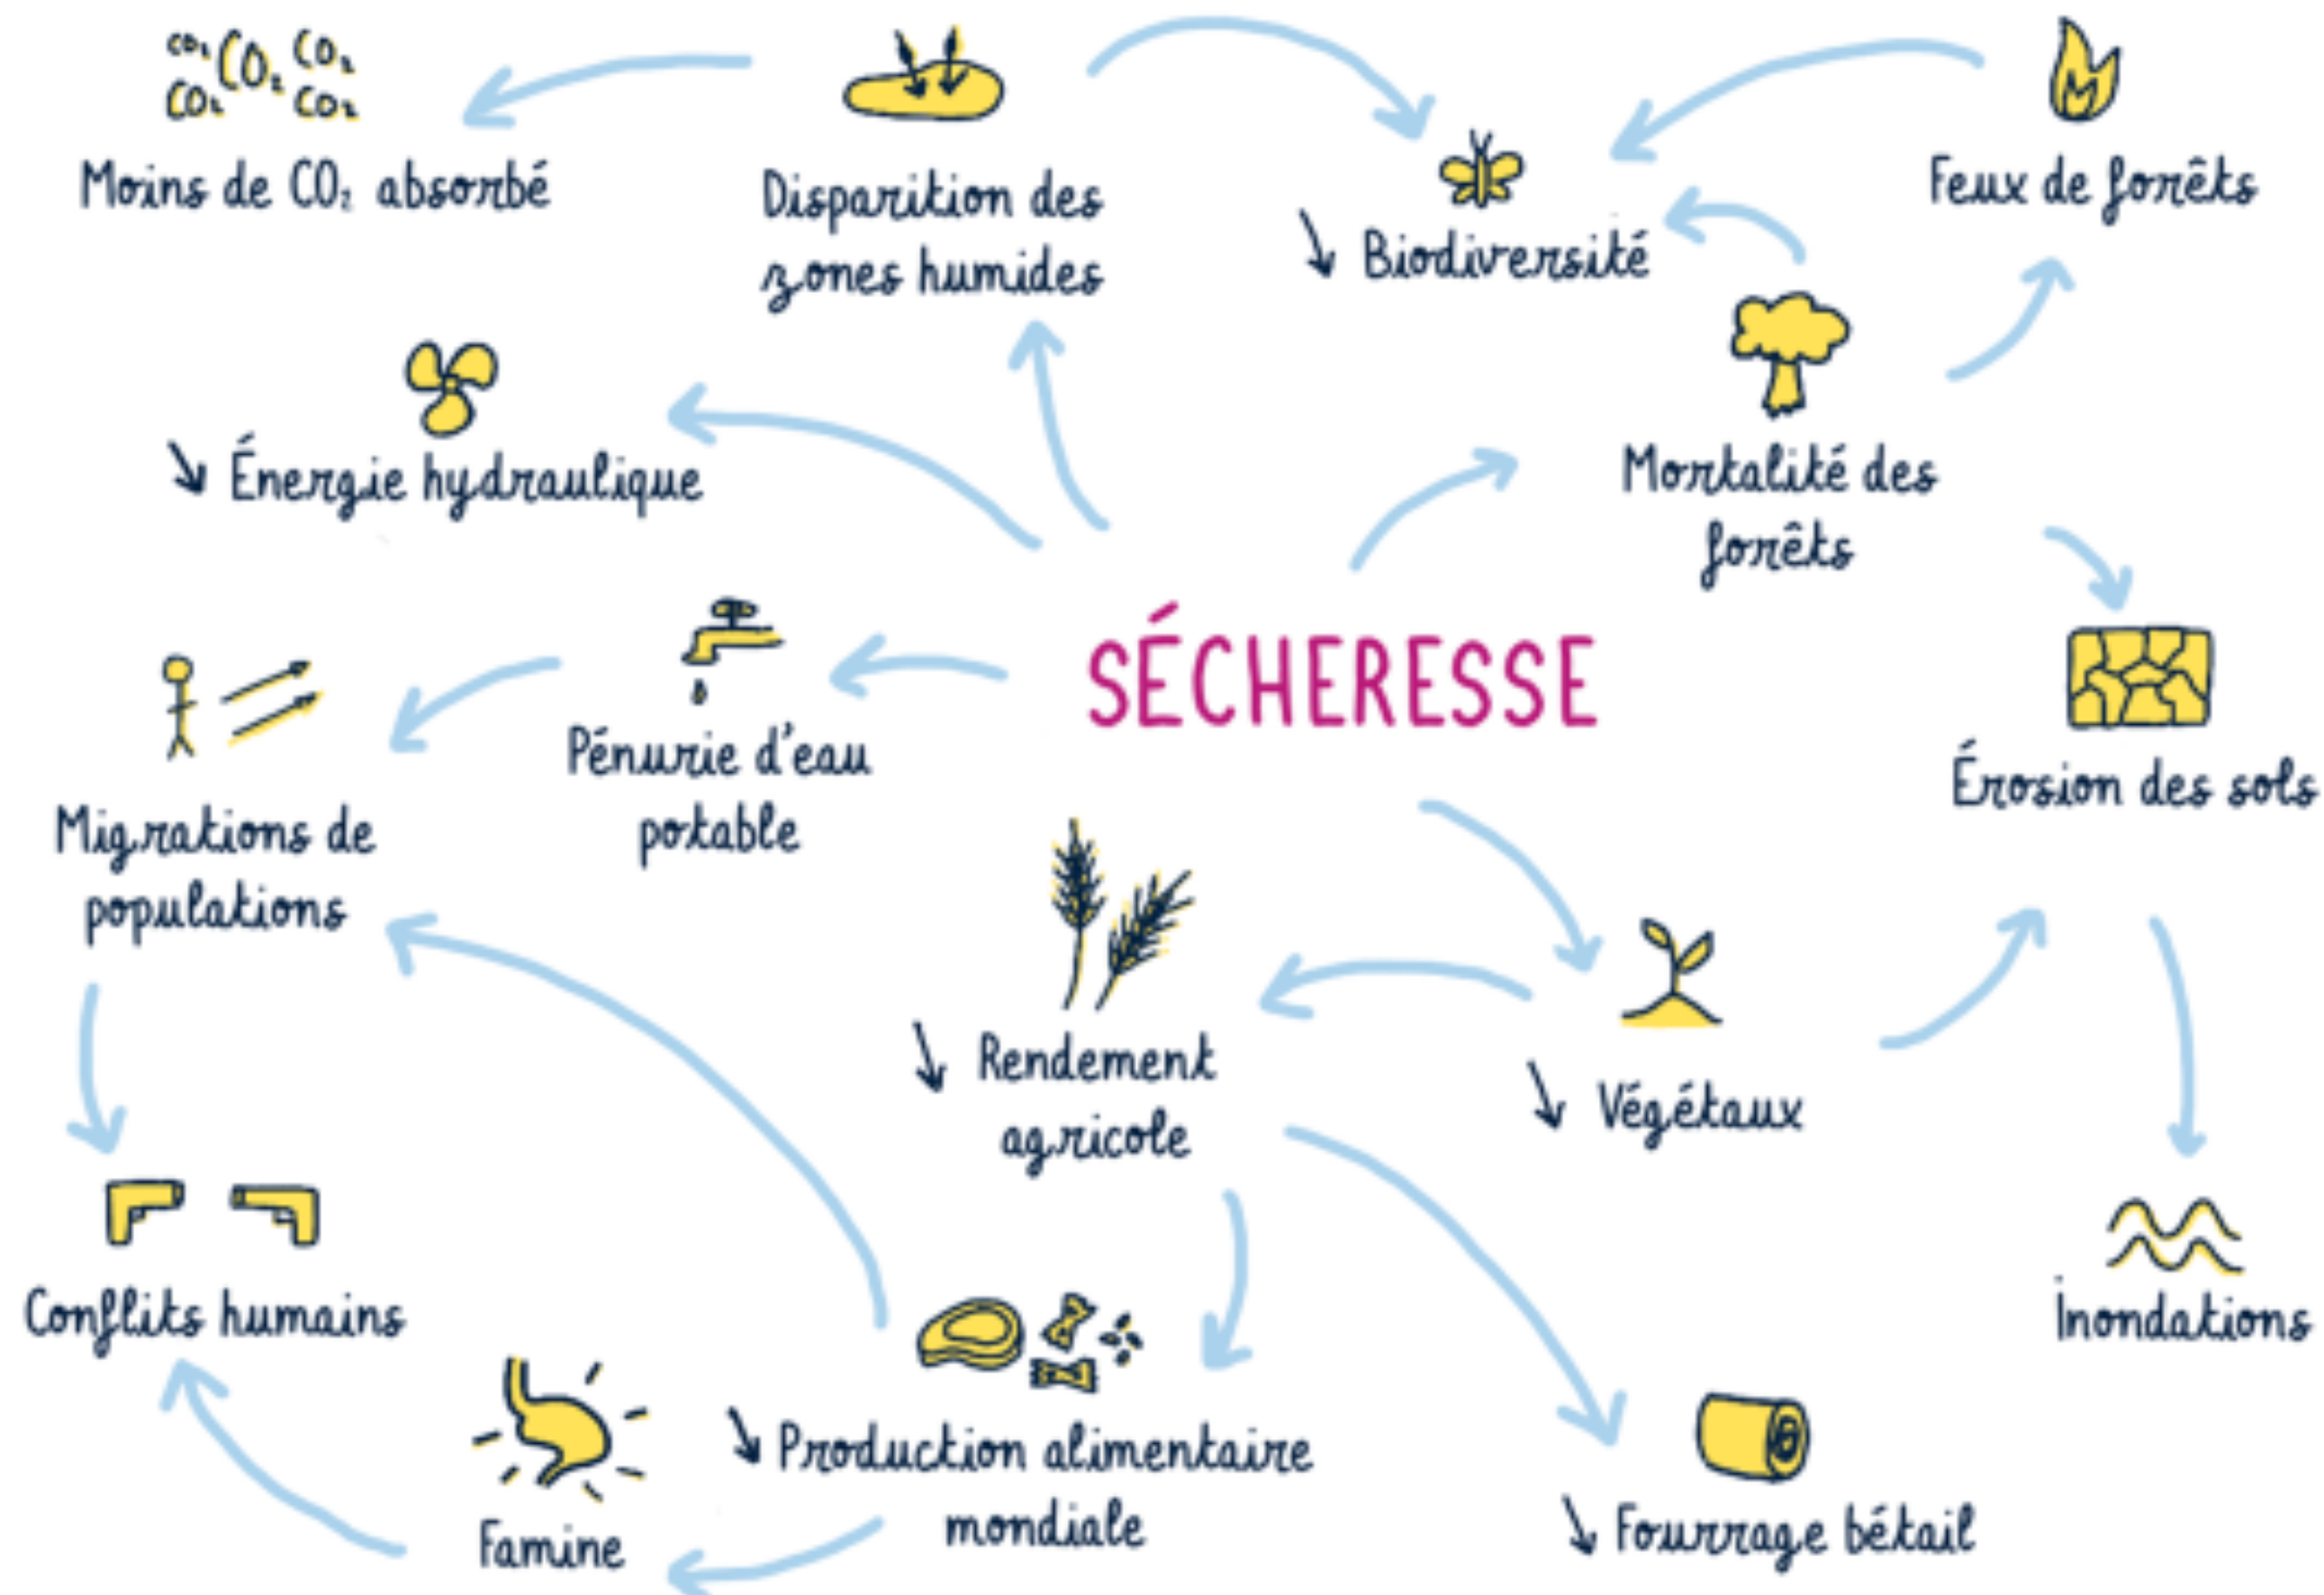 CO₂ CO₂ CO₂
CO₂ CO₂
Moins de CO₂ absorbé
Disparition des
zones humides
↘ Biodiversité
Feux de forêts
↘ Énergie hydraulique
Mortalité des
forêts
SÉCHERESSE
Pénurie d'eau
potable
Migrations de
populations
Érosion des sols
↘ Rendement
agricole
↘ Végétaux
Conflits humains
Inondations
↘ Production alimentaire
mondiale
Famine
↘ Fourrage bétail